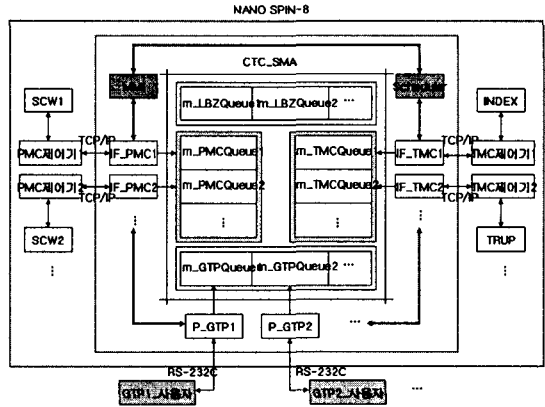 NANO SPIN-8
CTC_SMA
Scheduler
m_LBZQueue1 m_LBZQueue2 ...
SCW1
INDEX
TCP/IP
TCP/IP
PMC제어기1
IF_PMC1
m_PMCQueue1
m_TMCQueue1
IF_TMC1
TMC제어기1
PMC제어기2
IF_PMC2
m_PMCQueue2
m_TMCQueue2
IF_TMC2
TMC제어기2
TCP/IP
TCP/IP
SCW2
TRUP
m_GTPQueue1 m_GTPQueue2 ...
P_GTP1
P_GTP2
...
RS-232C
RS-232C
GTP1_사용자
GTP2_사용자
...